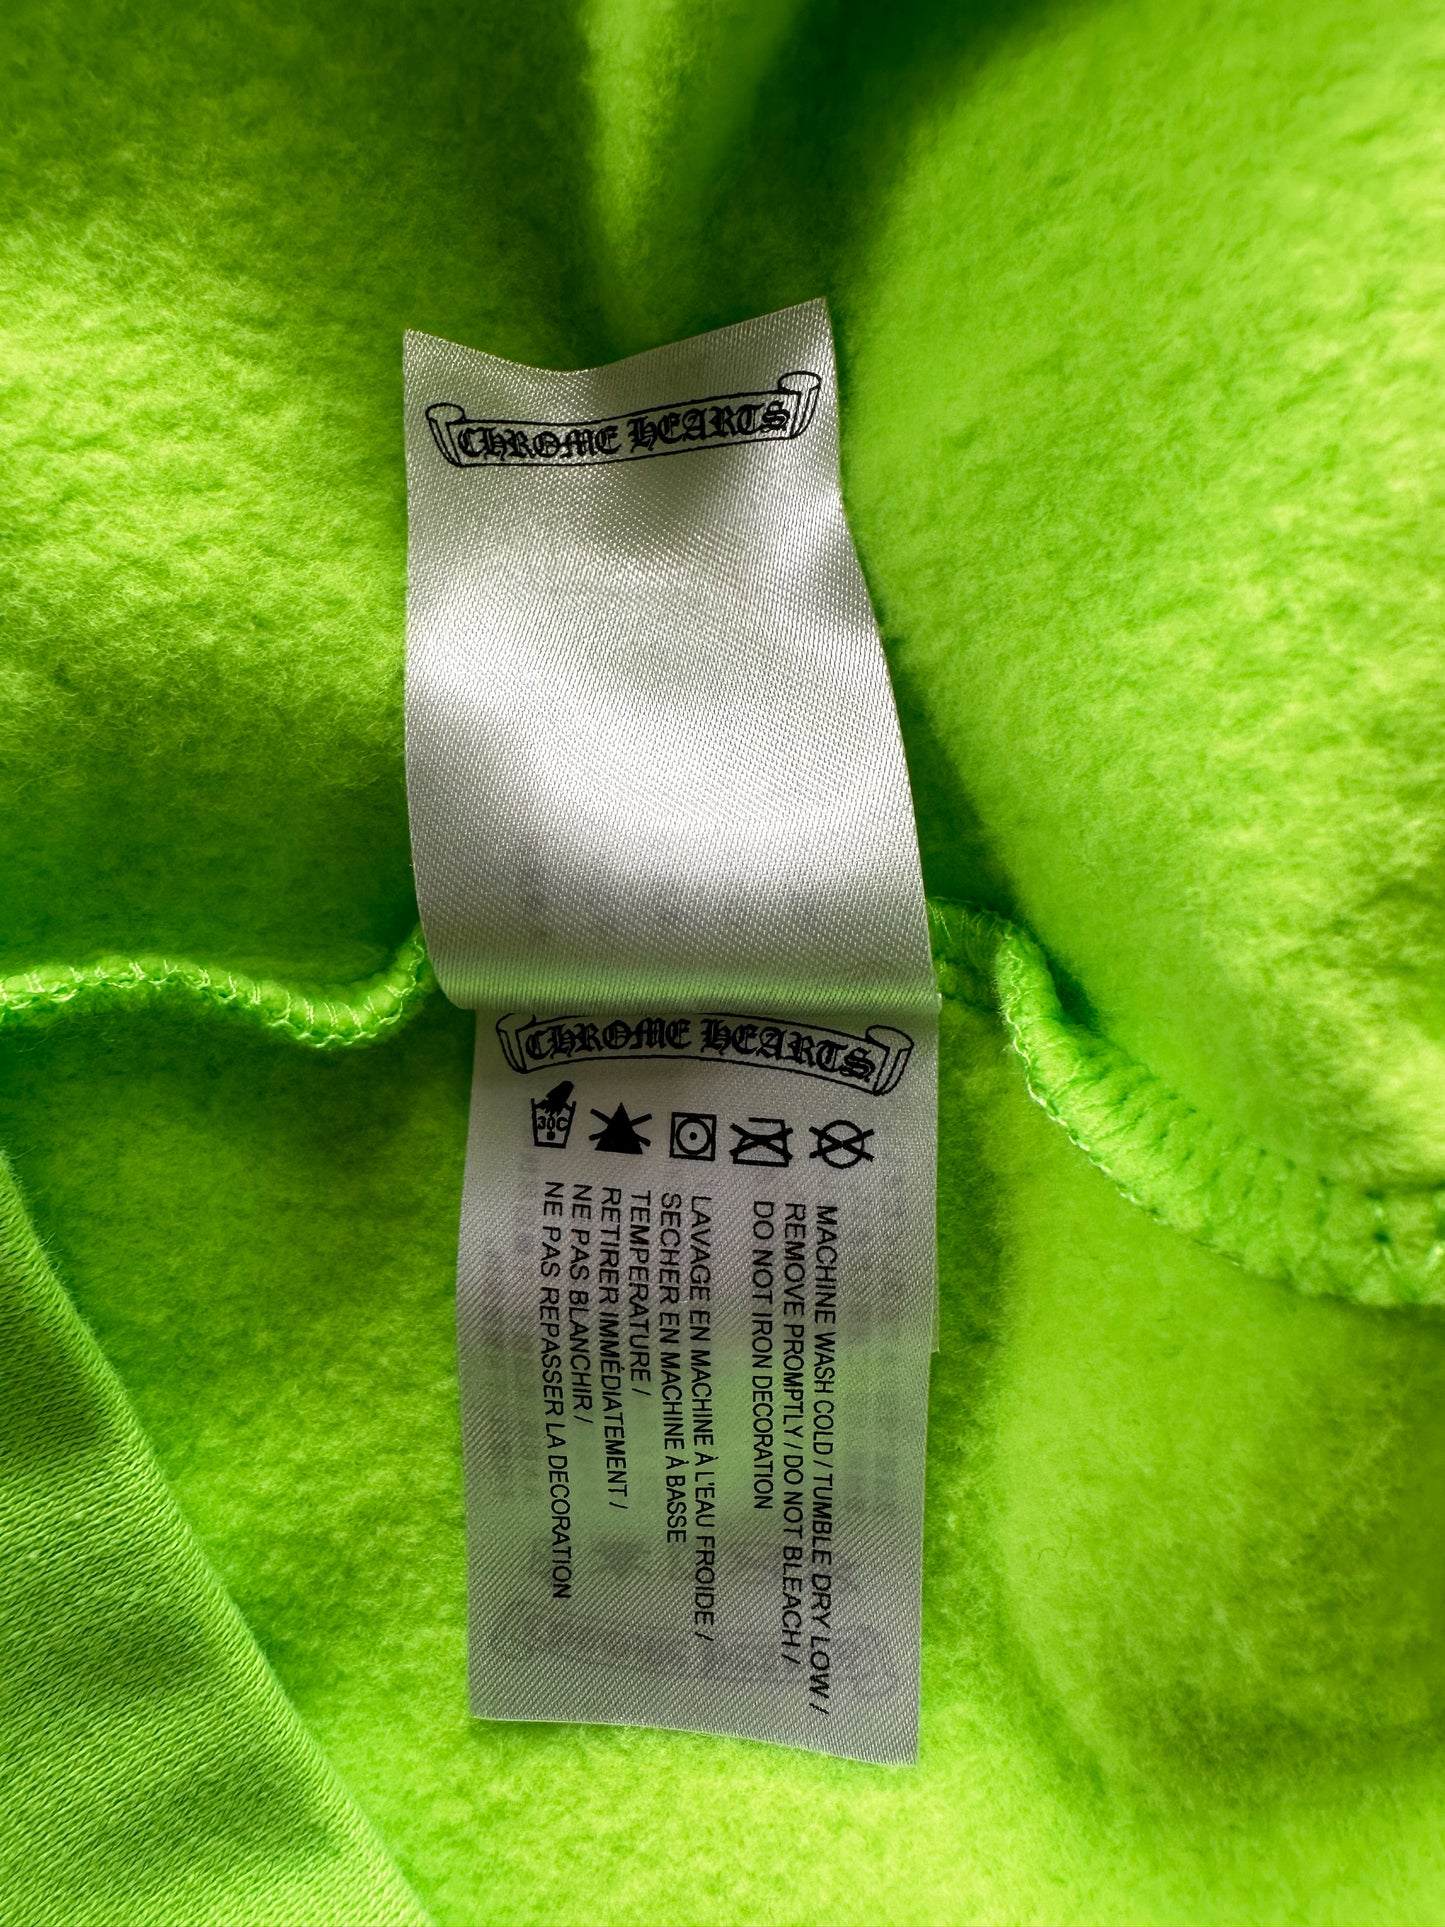 CHROME HEARTS
CHROME HEARTS
30C
MACHINE WASH COLD / TUMBLE DRY LOW /
REMOVE PROMPTLY / DO NOT BLEACH /
DO NOT IRON DECORATION
LAVAGE EN MACHINE À L'EAU FROIDE /
SECHER EN MACHINE À BASSE
TEMPERATURE /
RETIRER IMMÉDIATEMENT /
NE PAS BLANCHIR /
NE PAS REPASSER LA DECORATION